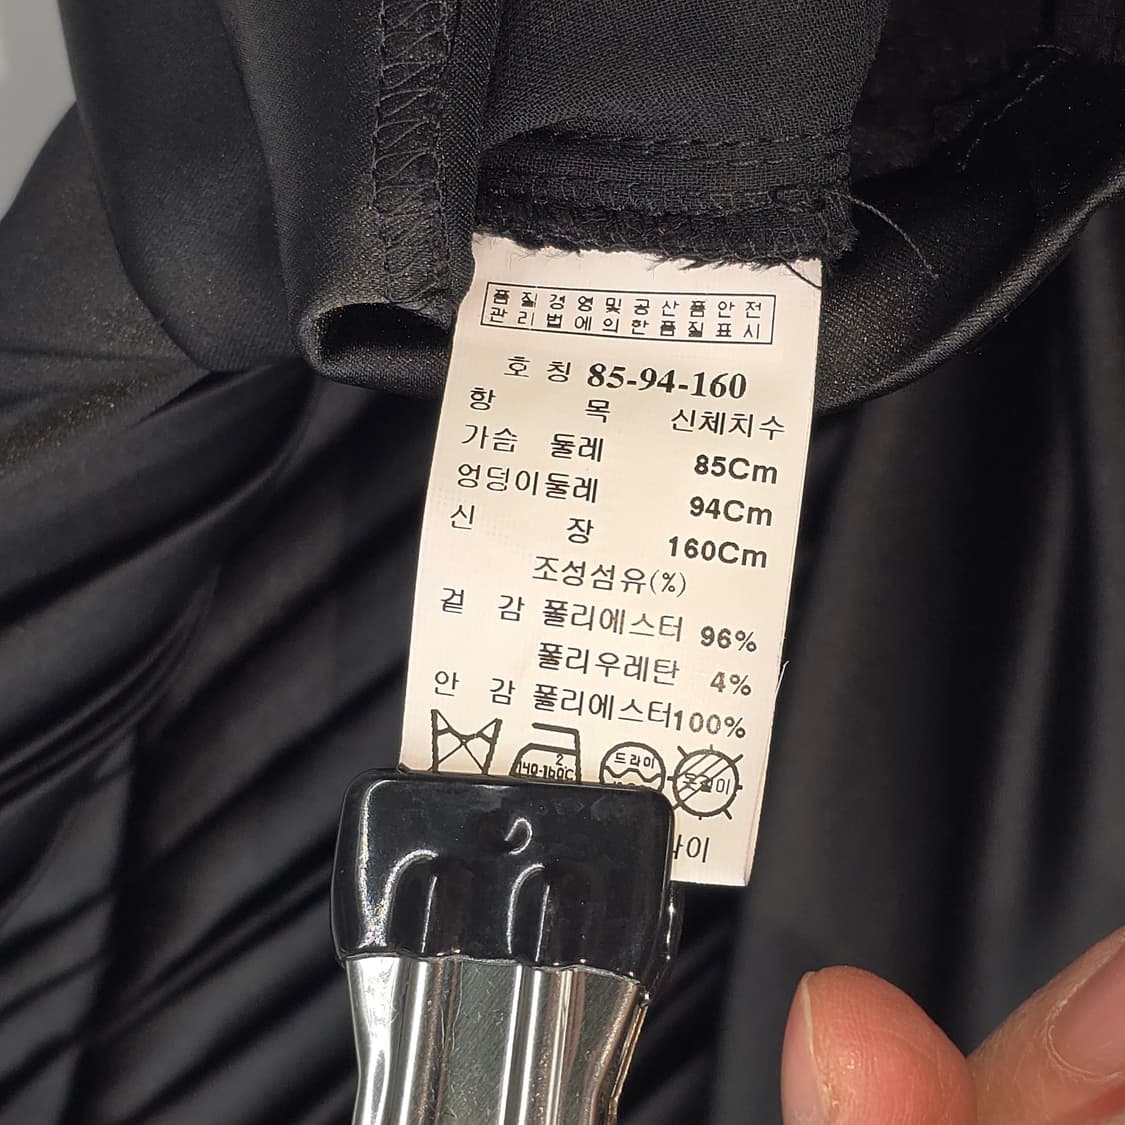 품질경영및공산품안전
관리법에의한품질표시
호 칭 85-94-160
항 목 신체치수
가슴 둘레 85Cm
엉덩이둘레 94Cm
신 장 160Cm
조성섬유(%)
겉 감 폴리에스터 96%
폴리우레탄 4%
안 감 폴리에스터100%
2
140-160℃
드라이
이